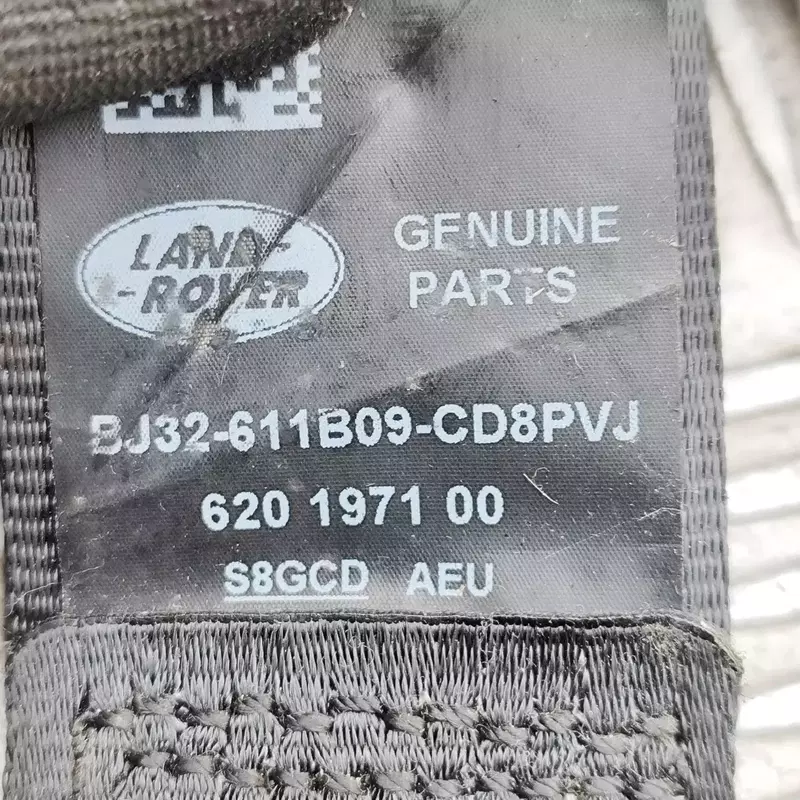 LAND-
-ROVER
GENUINE
PARTS
BJ32-611B09-CD8PVJ
620 1971 00
S8GCD AEU